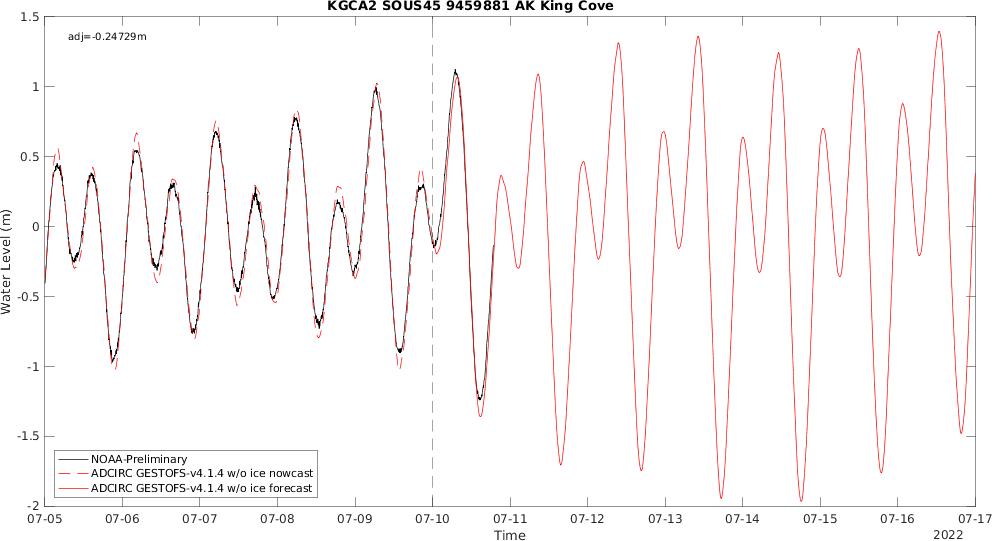 KGCA2 SOUS45 9459881 AK King Cove
adj=-0.24729m
1.5
1
0.5
0
-0.5
-1
-1.5
-2
Water Level (m)
NOAA-Preliminary
ADCIRC GESTOFS-v4.1.4 w/o ice nowcast
ADCIRC GESTOFS-v4.1.4 w/o ice forecast
07-05 07-06 07-07 07-08 07-09 07-10 07-11 07-12 07-13 07-14 07-15 07-16 07-17
Time
2022